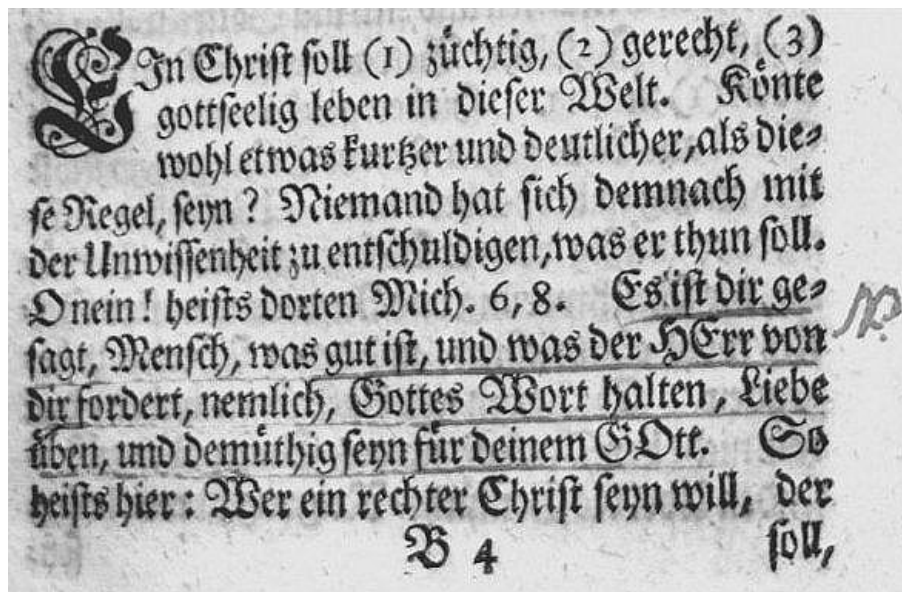 EIn Christ soll (1) züchtig, (2) gerecht, (3)
gottseelig leben in dieser Welt. Könte
wohl etwas kurtzer und deutlicher, als die-
se Regel, seyn? Niemand hat sich demnach mit
der Unwissenheit zu entschuldigen, was er thun soll.
O nein! heists dorten Mich. 6, 8. Es ist dir ge-
sagt, Mensch, was gut ist, und was der HErr von
dir fordert, nemlich, Gottes Wort halten, Liebe
üben, und demüthig seyn für deinem GOtt. So
heists hier: Wer ein rechter Christ seyn will, der
B 4 soll,